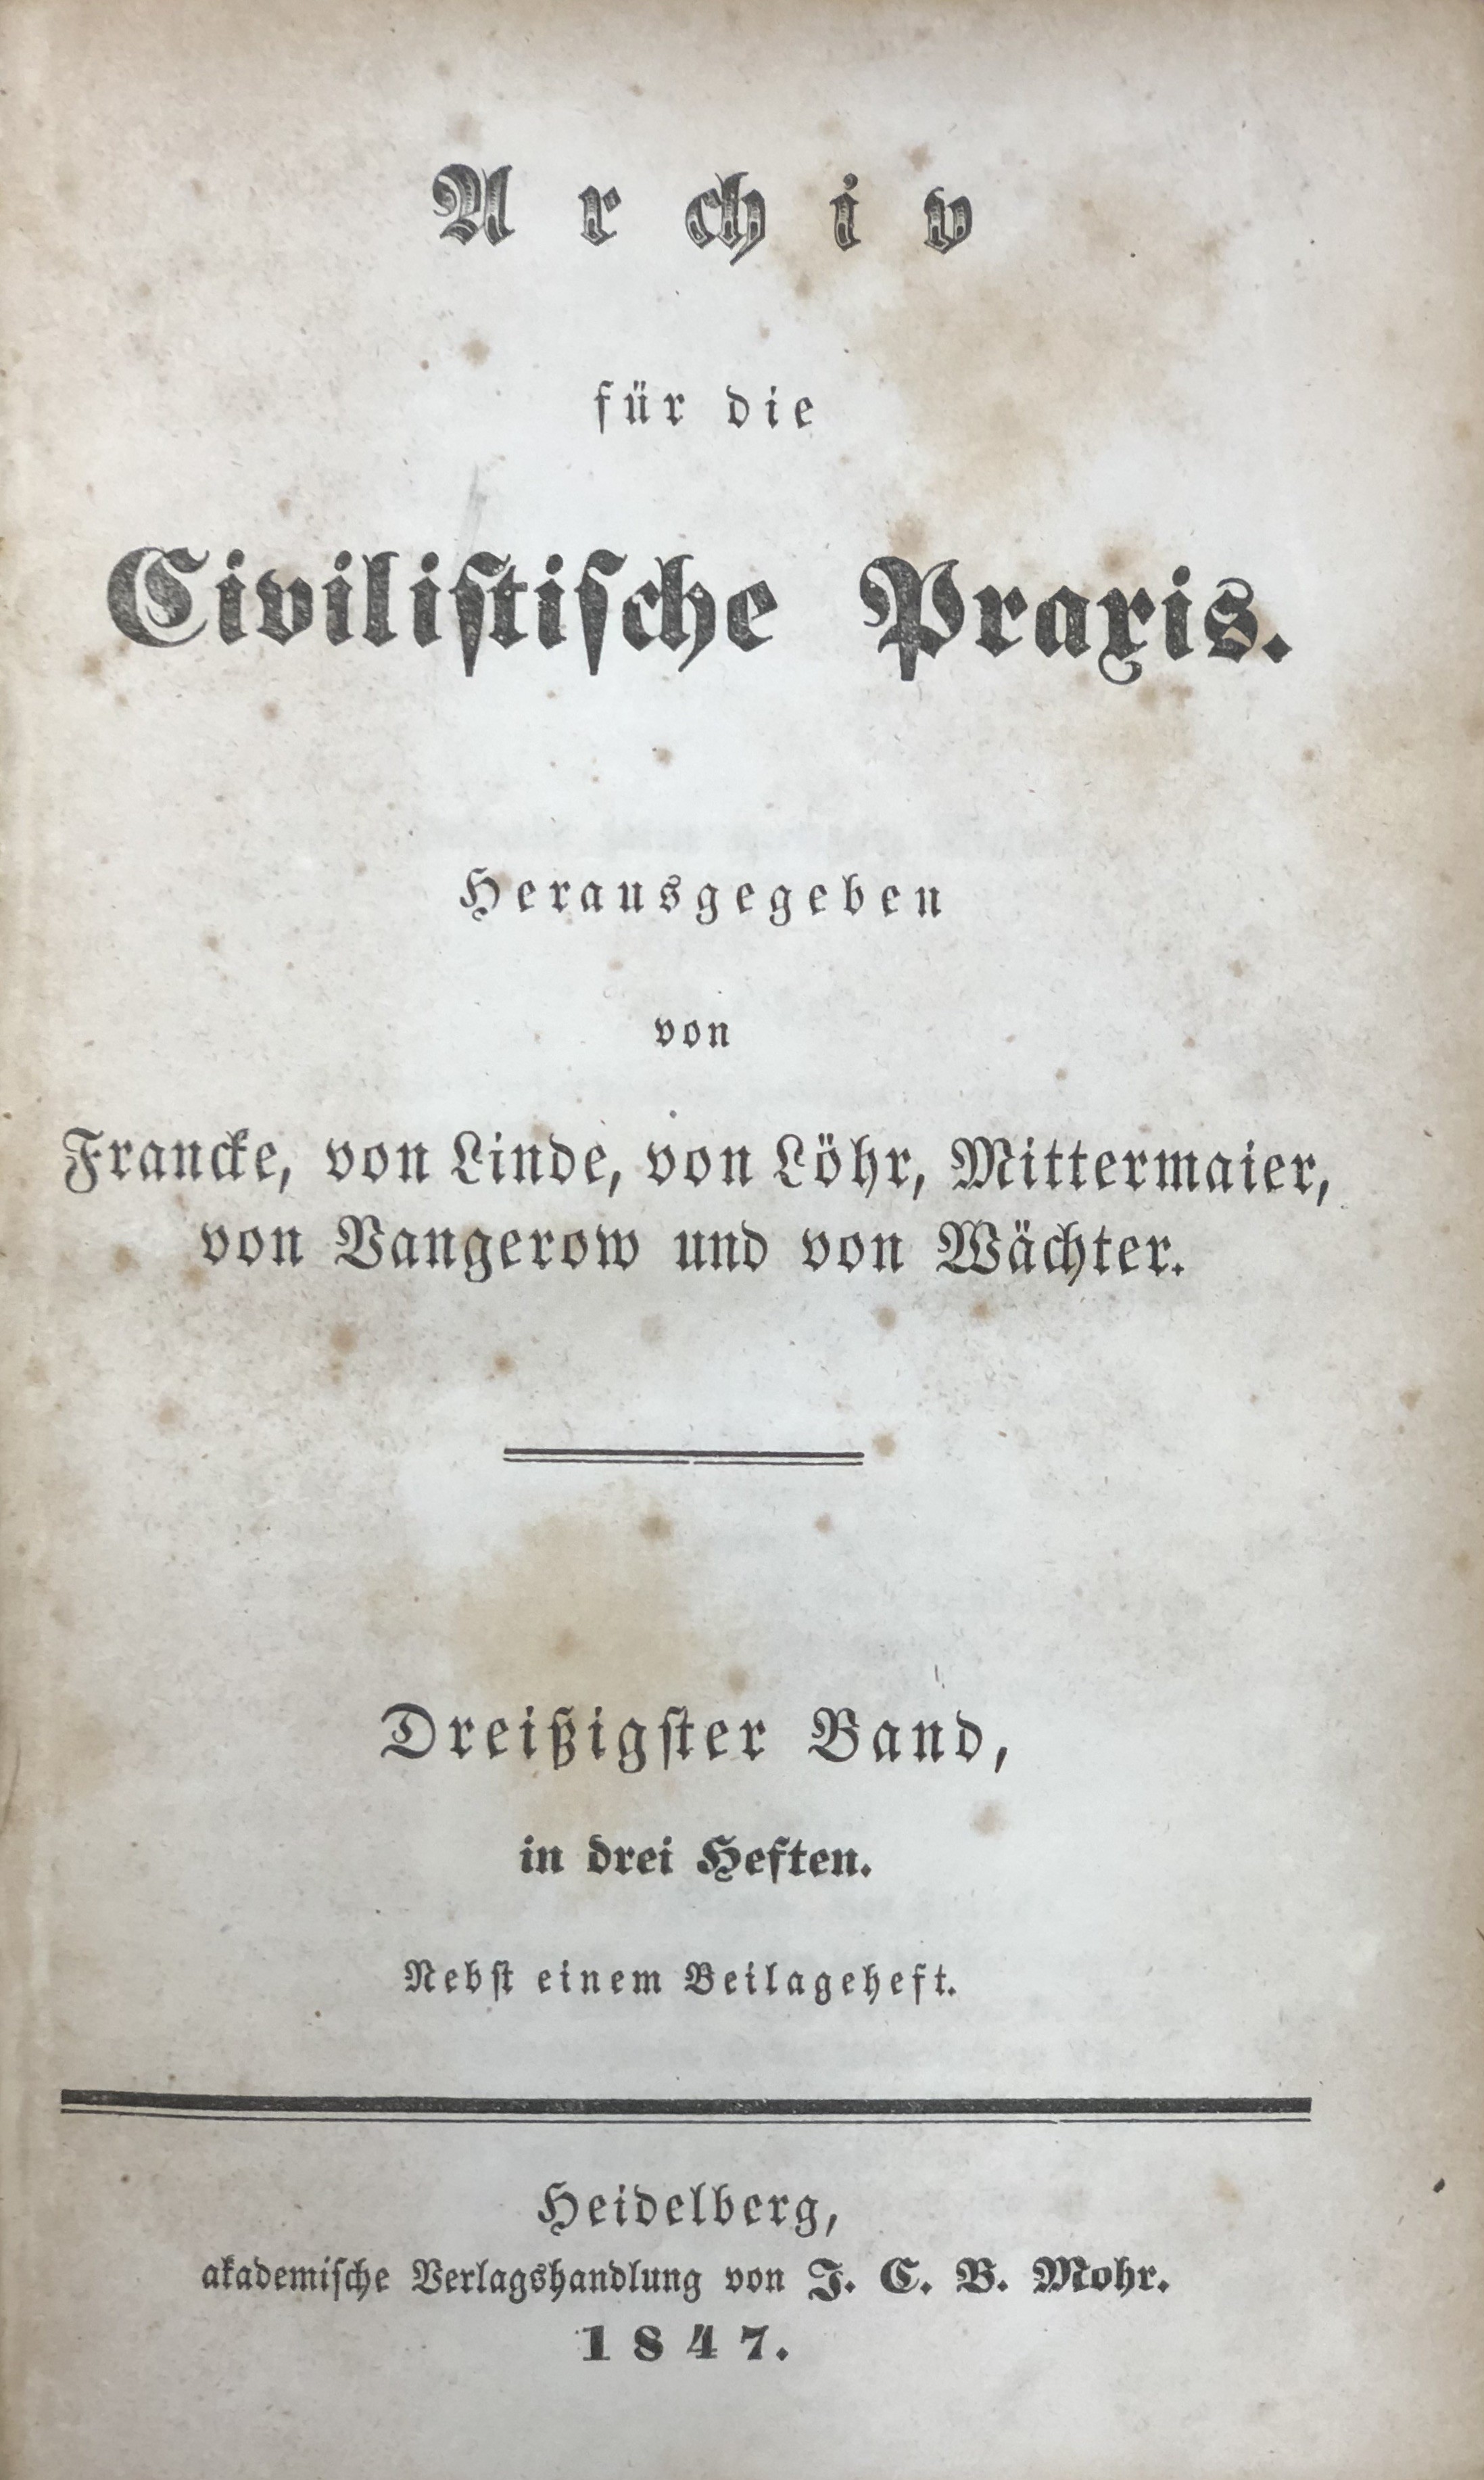 Archiv
für die
Civiliſtiſche Praxis.
Herausgegeben
von
Francke, von Linde, von Löhr, Mittermaier,
von Vangerow und von Wächter.
Dreißigſter Band,
in drei Heften.
Nebſt einem Beilageheft.
Heidelberg,
akademiſche Verlagshandlung von J. C. B. Mohr.
1847.